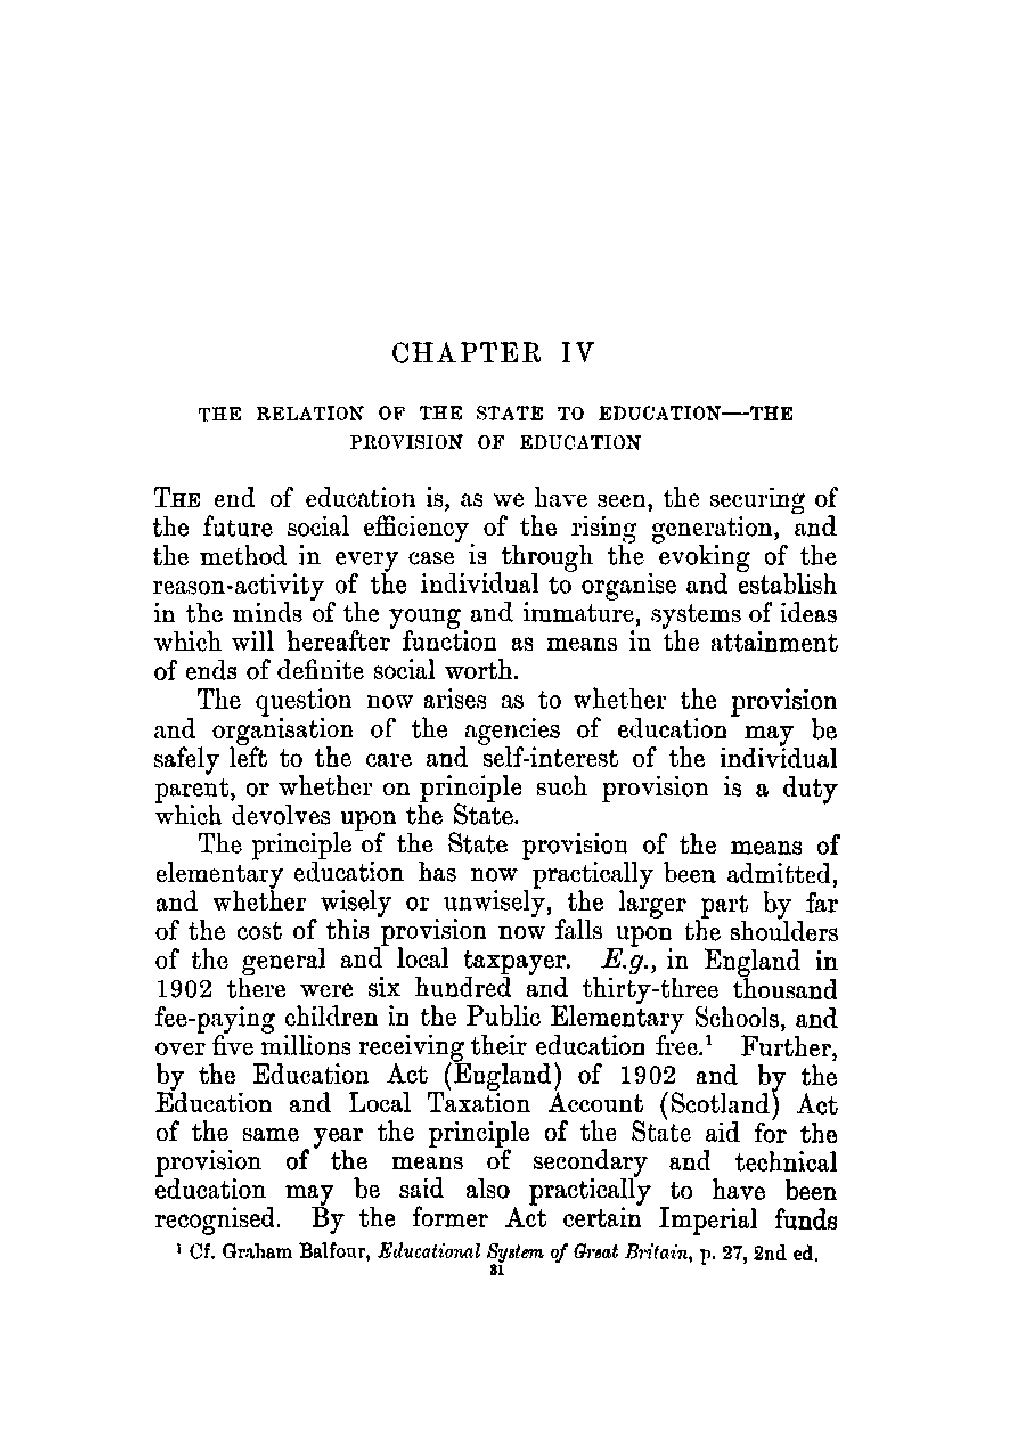 CHAPTER IV
THE RELATION OF THE STATE TO EDUCATION—THE
PROVISION OF EDUCATION
THE end of education is, as we have seen, the securing of
the future social efficiency of the rising generation, and
the method in every case is through the evoking of the
reason-activity of the individual to organise and establish
in the minds of the young and immature, systems of ideas
which will hereafter function as means in the attainment
of ends of definite social worth.
The question now arises as to whether the provision
and organisation of the agencies of education may be
safely left to the care and self-interest of the individual
parent, or whether on principle such provision is a duty
which devolves upon the State.
The principle of the State provision of the means of
elementary education has now practically been admitted,
and whether wisely or unwisely, the larger part by far
of the cost of this provision now falls upon the shoulders
of the general and local taxpayer. E.g., in England in
1902 there were six hundred and thirty-three thousand
fee-paying children in the Public Elementary Schools, and
over five millions receiving their education free.¹ Further,
by the Education Act (England) of 1902 and by the
Education and Local Taxation Account (Scotland) Act
of the same year the principle of the State aid for the
provision of the means of secondary and technical
education may be said also practically to have been
recognised. By the former Act certain Imperial funds
¹ Cf. Graham Balfour, Educational System of Great Britain, p. 27, 2nd ed.
31